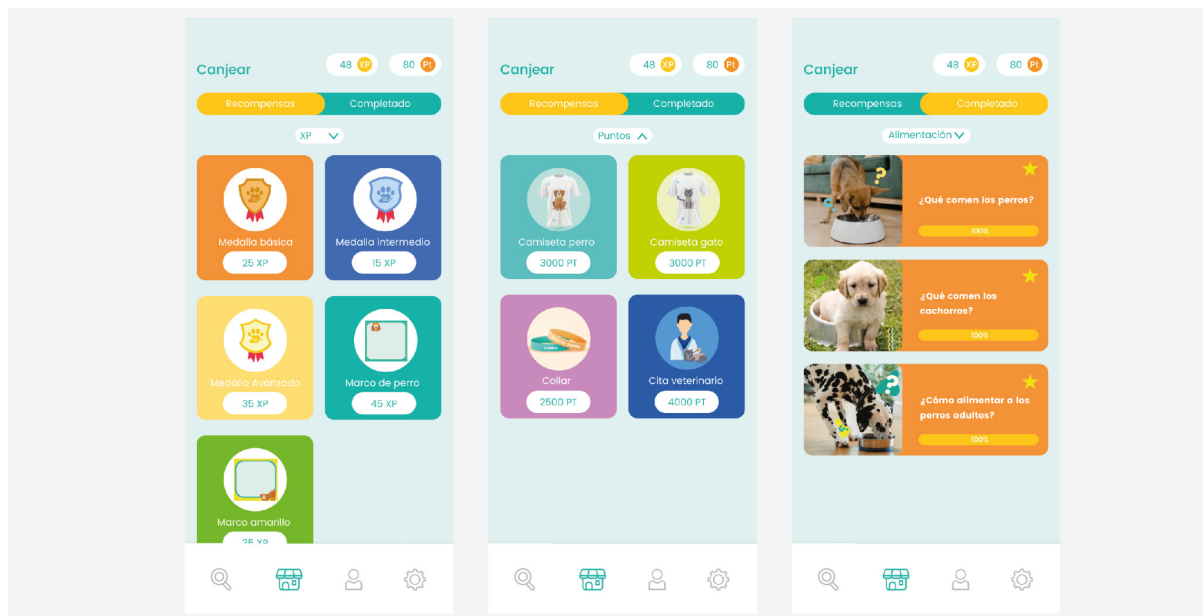 Canjear
48 XP
80 Pt
Recompensas
Completado
XP
Medalla básica
25 XP
Medalla intermedio
15 XP
Medalla Avanzado
35 XP
Marco de perro
45 XP
Marco amarillo
25 XP
Canjear
48 XP
80 Pt
Recompensas
Completado
Puntos
Camiseta perro
3000 PT
Camiseta gato
3000 PT
Collar
2500 PT
Cita veterinario
4000 PT
Canjear
48 XP
80 Pt
Recompensas
Completado
Alimentación
¿Qué comen los perros?
100%
¿Qué comen los
cachorros?
100%
¿Cómo alimentar a los
perros adultos?
100%